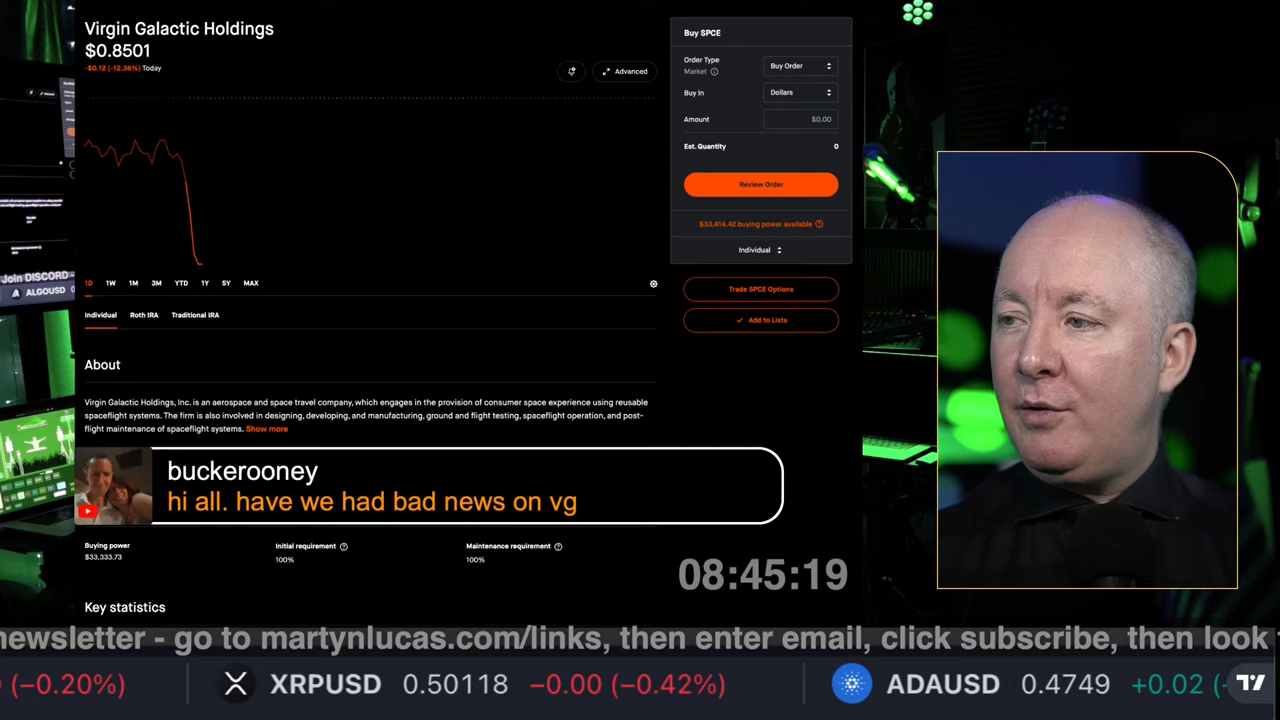 Virgin Galactic Holdings
$0.8501
-$0.12 (-12.36%) Today
Advanced
1D 1W 1M 3M YTD 1Y 5Y MAX
Individual Roth IRA Traditional IRA
About
Virgin Galactic Holdings, Inc. is an aerospace and space travel company, which engages in the provision of consumer space experience using reusable
spaceflight systems. The firm is also involved in designing, developing, and manufacturing, ground and flight testing, spaceflight operation, and post-
flight maintenance of spaceflight systems. Show more
Buy SPCE
Order Type
Market
Buy Order
Buy In Dollars
Amount $0.00
Est. Quantity 0
Review Order
$33,414.42 buying power available
Individual
Trade SPCE Options
Add to Lists
Join DISCORD -
ALGOUSD
buckerooney
hi all. have we had bad news on vg
Buying power Initial requirement Maintenance requirement
$33,333.73 100% 100%
08:45:19
Key statistics
newsletter - go to martynlucas.com/links, then enter email, click subscribe, then look
(−0.20%) XRPUSD 0.50118 −0.00 (−0.42%) ADAUSD 0.4749 +0.02 (